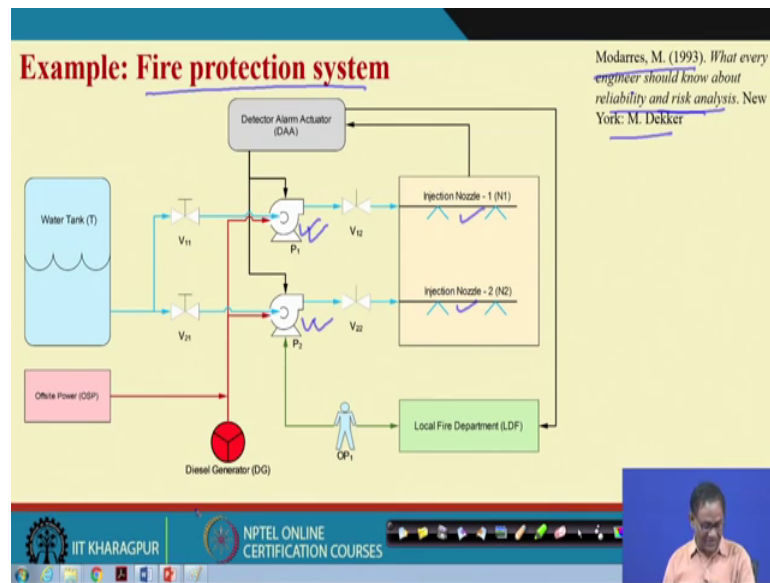 Example: Fire protection system
Modarres, M. (1993). What every
engineer should know about
reliability and risk analysis. New
York: M. Dekker
Detector Alarm Actuator
(DAA)
Water Tank (T)
V11
P1
V12
Injection Nozzle - 1 (N1)
V21
P2
V22
Injection Nozzle - 2 (N2)
Offsite Power (OSP)
Diesel Generator (DG)
OP1
Local Fire Department (LDF)
IIT KHARAGPUR
NPTEL ONLINE
CERTIFICATION COURSES